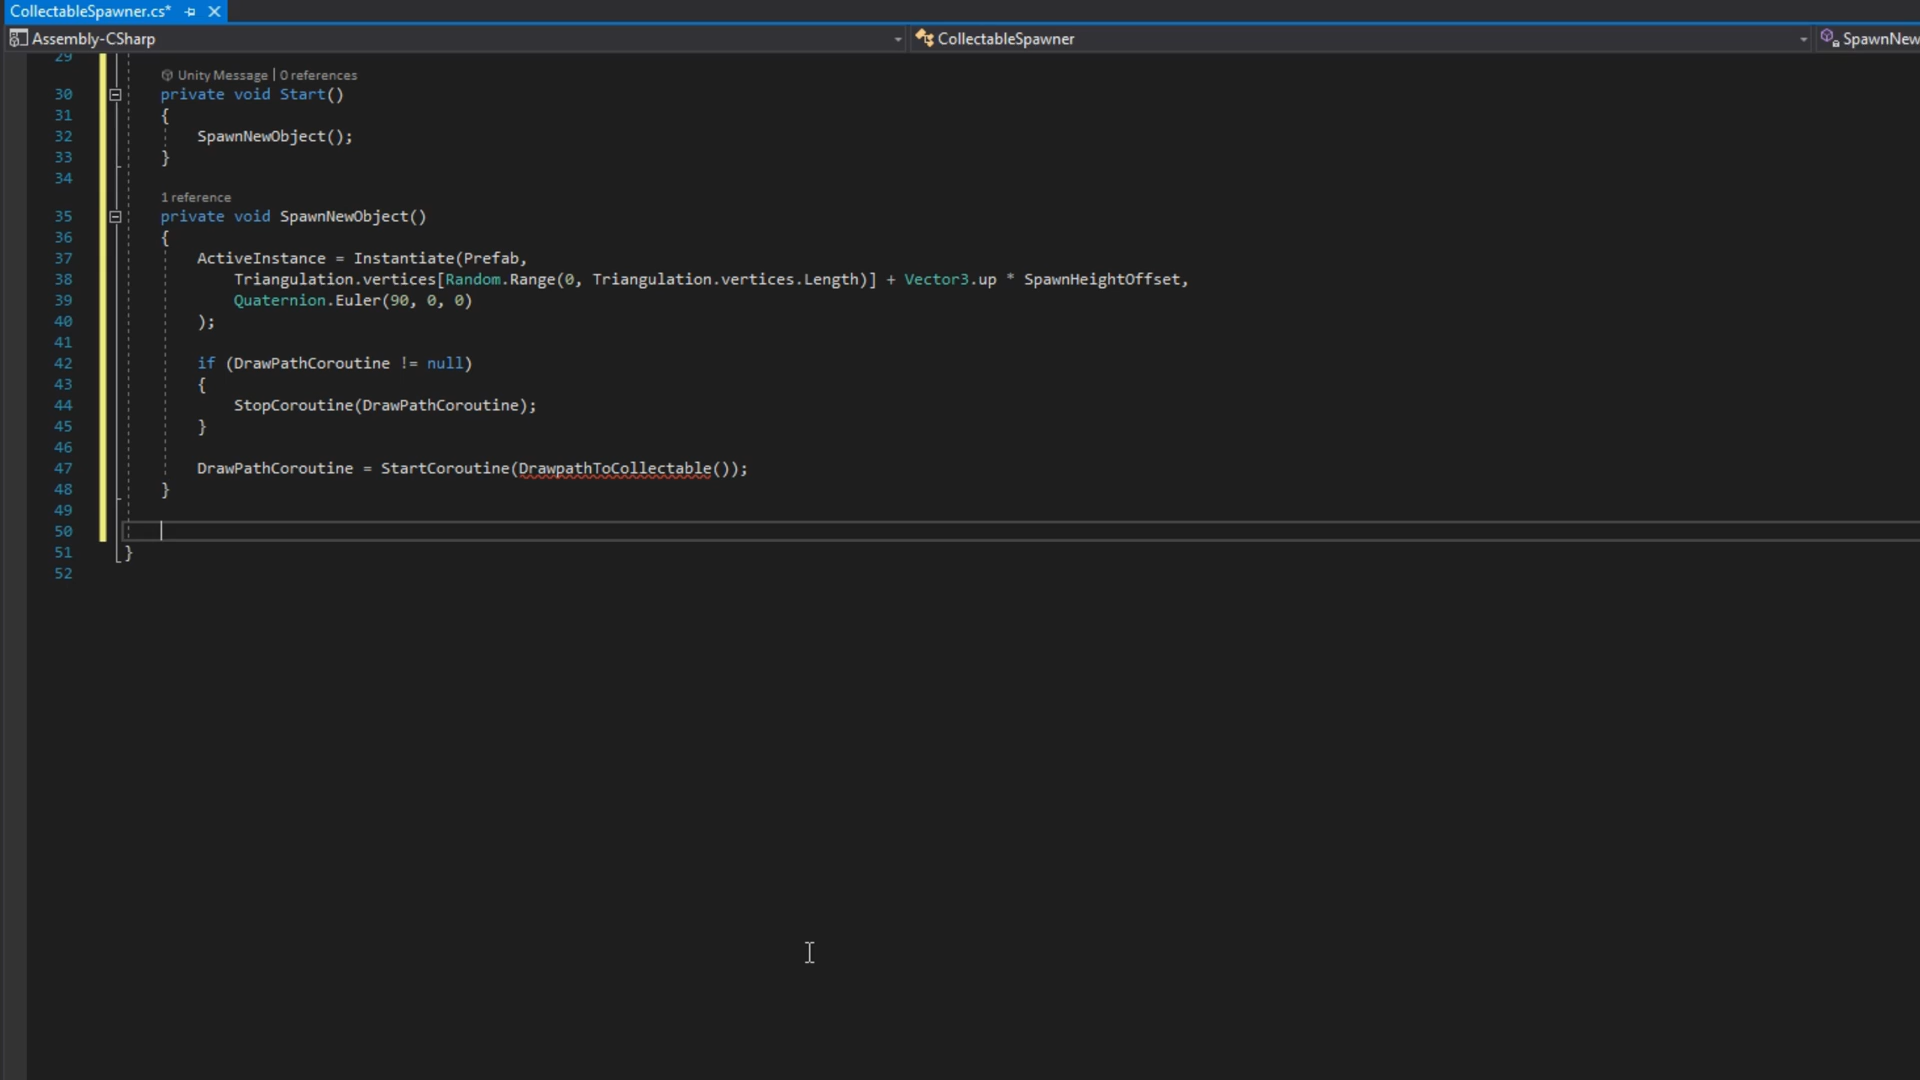 CollectableSpawner.cs*
Assembly-CSharp CollectableSpawner SpawnNew
29
Unity Message | 0 references
30 private void Start()
31 {
32 SpawnNewObject();
33 }
34
1 reference
35 private void SpawnNewObject()
36 {
37 ActiveInstance = Instantiate(Prefab,
38 Triangulation.vertices[Random.Range(0, Triangulation.vertices.Length)] + Vector3.up * SpawnHeightOffset,
39 Quaternion.Euler(90, 0, 0)
40 );
41
42 if (DrawPathCoroutine != null)
43 {
44 StopCoroutine(DrawPathCoroutine);
45 }
46
47 DrawPathCoroutine = StartCoroutine(DrawpathToCollectable());
48 }
49
50
51 }
52